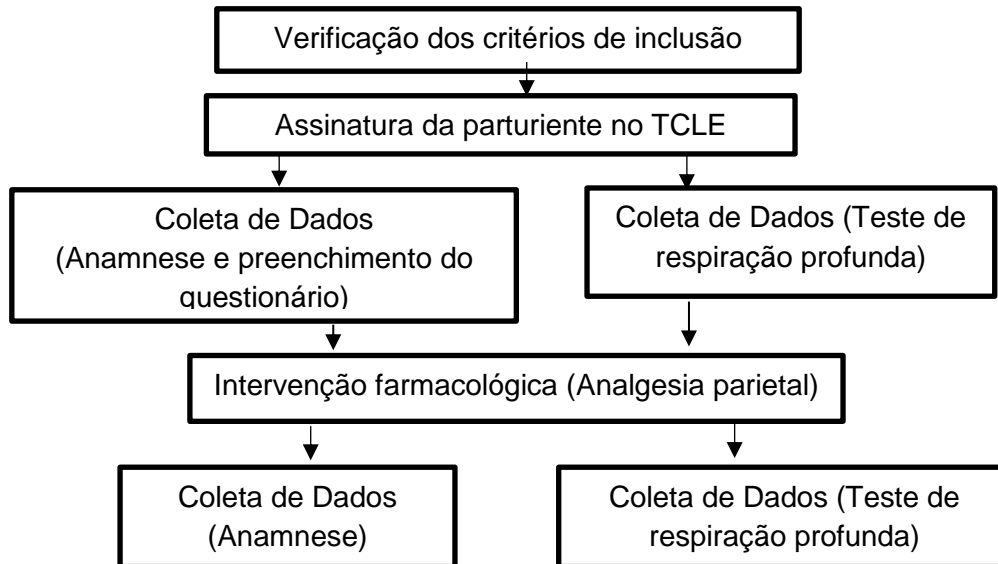 Verificação dos critérios de inclusão
Assinatura da parturiente no TCLE
Coleta de Dados
(Anamnese e preenchimento do
questionário)
Coleta de Dados (Teste de
respiração profunda)
Intervenção farmacológica (Analgesia parietal)
Coleta de Dados
(Anamnese)
Coleta de Dados (Teste de
respiração profunda)